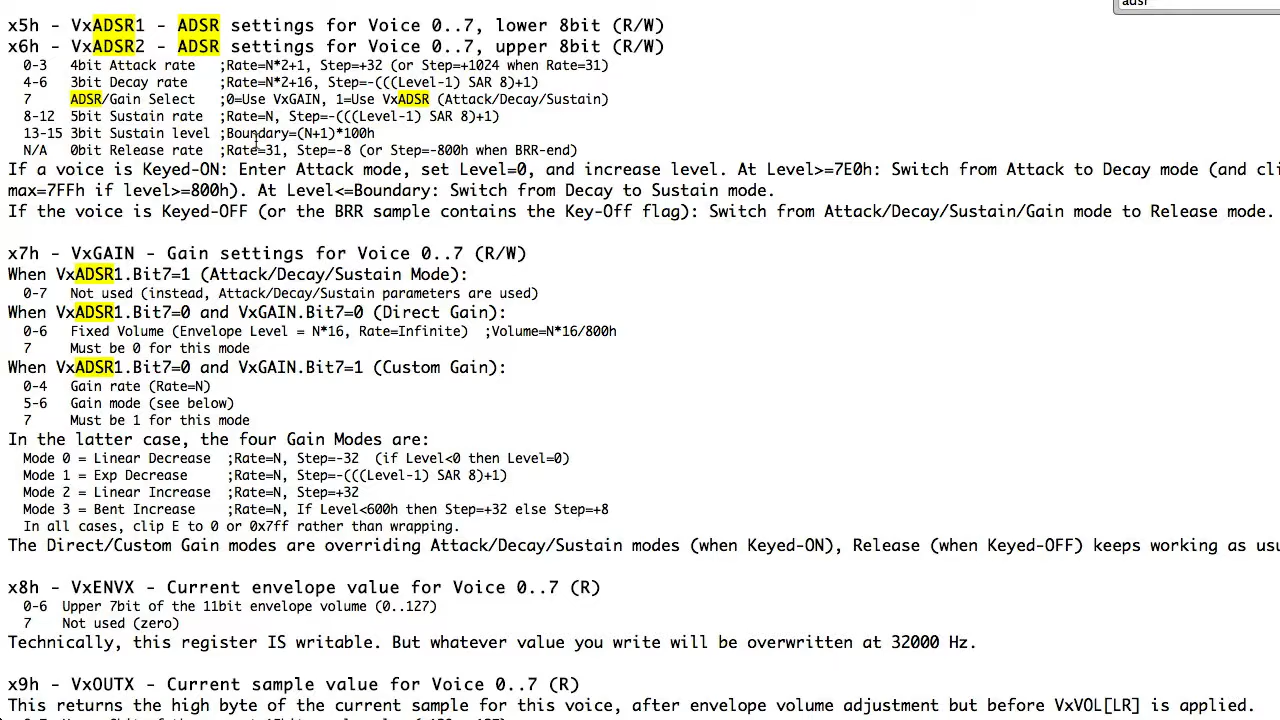 adsr
x5h - VxADSR1 - ADSR settings for Voice 0..7, lower 8bit (R/W)
x6h - VxADSR2 - ADSR settings for Voice 0..7, upper 8bit (R/W)
0-3 4bit Attack rate ;Rate=N*2+1, Step=+32 (or Step=+1024 when Rate=31)
4-6 3bit Decay rate ;Rate=N*2+16, Step=-(((Level-1) SAR 8)+1)
7 ADSR/Gain Select ;0=Use VxGAIN, 1=Use VxADSR (Attack/Decay/Sustain)
8-12 5bit Sustain rate ;Rate=N, Step=-(((Level-1) SAR 8)+1)
13-15 3bit Sustain level ;Boundary=(N+1)*100h
N/A 0bit Release rate ;Rate=31, Step=-8 (or Step=-800h when BRR-end)
If a voice is Keyed-ON: Enter Attack mode, set Level=0, and increase level. At Level>=7E0h: Switch from Attack to Decay mode (and cli
max=7FFh if level>=800h). At Level<=Boundary: Switch from Decay to Sustain mode.
If the voice is Keyed-OFF (or the BRR sample contains the Key-Off flag): Switch from Attack/Decay/Sustain/Gain mode to Release mode.
x7h - VxGAIN - Gain settings for Voice 0..7 (R/W)
When VxADSR1.Bit7=1 (Attack/Decay/Sustain Mode):
0-7 Not used (instead, Attack/Decay/Sustain parameters are used)
When VxADSR1.Bit7=0 and VxGAIN.Bit7=0 (Direct Gain):
0-6 Fixed Volume (Envelope Level = N*16, Rate=Infinite) ;Volume=N*16/800h
7 Must be 0 for this mode
When VxADSR1.Bit7=0 and VxGAIN.Bit7=1 (Custom Gain):
0-4 Gain rate (Rate=N)
5-6 Gain mode (see below)
7 Must be 1 for this mode
In the latter case, the four Gain Modes are:
Mode 0 = Linear Decrease ;Rate=N, Step=-32 (if Level<0 then Level=0)
Mode 1 = Exp Decrease ;Rate=N, Step=-(((Level-1) SAR 8)+1)
Mode 2 = Linear Increase ;Rate=N, Step=+32
Mode 3 = Bent Increase ;Rate=N, If Level<600h then Step=+32 else Step=+8
In all cases, clip E to 0 or 0x7ff rather than wrapping.
The Direct/Custom Gain modes are overriding Attack/Decay/Sustain modes (when Keyed-ON), Release (when Keyed-OFF) keeps working as usu
x8h - VxENVX - Current envelope value for Voice 0..7 (R)
0-6 Upper 7bit of the 11bit envelope volume (0..127)
7 Not used (zero)
Technically, this register IS writable. But whatever value you write will be overwritten at 32000 Hz.
x9h - VxOUTX - Current sample value for Voice 0..7 (R)
This returns the high byte of the current sample for this voice, after envelope volume adjustment but before VxVOL[LR] is applied.